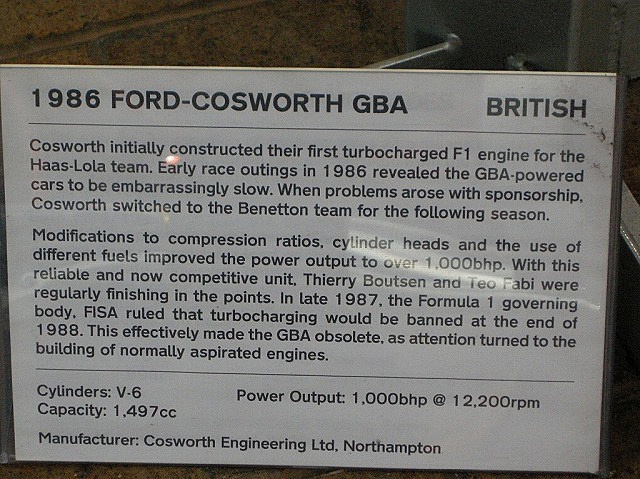 1986 FORD-COSWORTH GBA BRITISH
Cosworth initially constructed their first turbocharged F1 engine for the
Haas-Lola team. Early race outings in 1986 revealed the GBA-powered
cars to be embarrassingly slow. When problems arose with sponsorship,
Cosworth switched to the Benetton team for the following season.
Modifications to compression ratios, cylinder heads and the use of
different fuels improved the power output to over 1,000bhp. With this
reliable and now competitive unit, Thierry Boutsen and Teo Fabi were
regularly finishing in the points. In late 1987, the Formula 1 governing
body, FISA ruled that turbocharging would be banned at the end of
1988. This effectively made the GBA obsolete, as attention turned to the
building of normally aspirated engines.
Cylinders: V-6 Power Output: 1,000bhp @ 12,200rpm
Capacity: 1,497cc
Manufacturer: Cosworth Engineering Ltd, Northampton